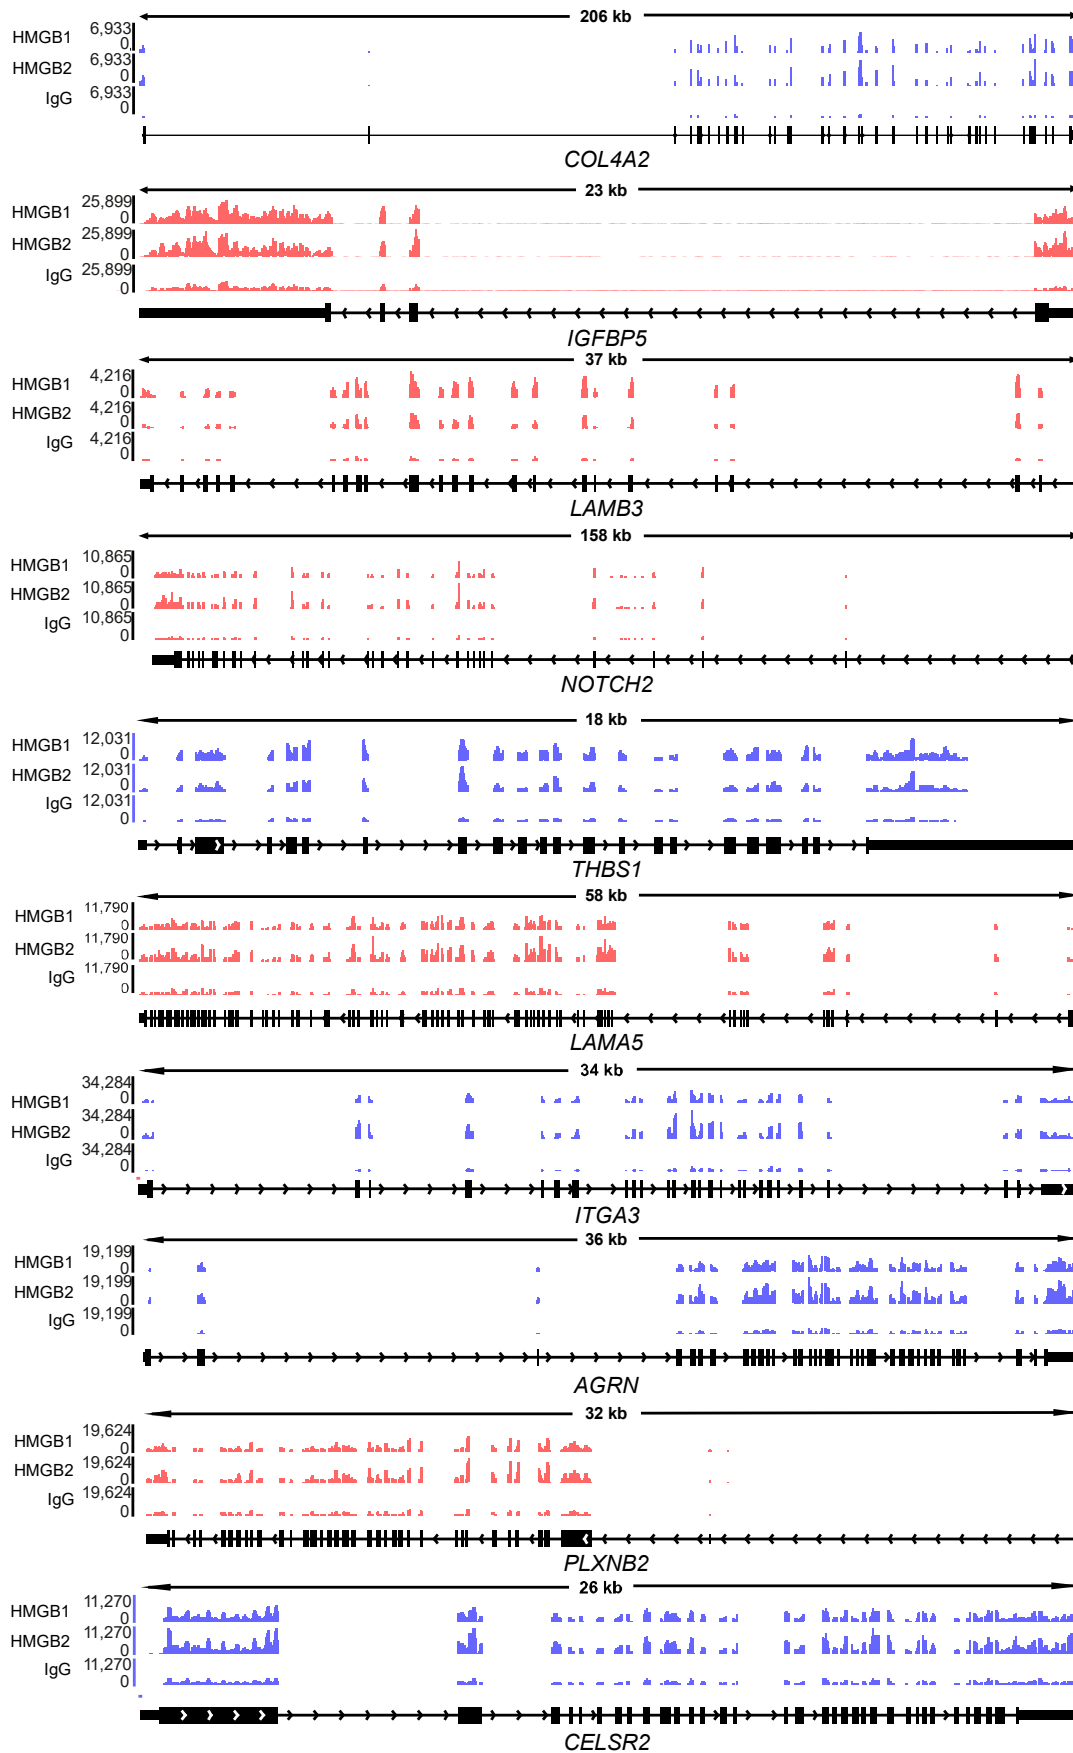 206 kb
HMGB1 6,933
0
HMGB2 6,933
0
IgG 6,933
0
COL4A2
23 kb
HMGB1 25,899
0
HMGB2 25,899
0
IgG 25,899
0
IGFBP5
37 kb
HMGB1 4,216
0
HMGB2 4,216
0
IgG 4,216
0
LAMB3
158 kb
HMGB1 10,865
0
HMGB2 10,865
0
IgG 10,865
0
NOTCH2
18 kb
HMGB1 12,031
0
HMGB2 12,031
0
IgG 12,031
0
THBS1
58 kb
HMGB1 11,790
0
HMGB2 11,790
0
IgG 11,790
0
LAMA5
34 kb
HMGB1 34,284
0
HMGB2 34,284
0
IgG 34,284
0
ITGA3
36 kb
HMGB1 19,199
0
HMGB2 19,199
0
IgG 19,199
0
AGRN
32 kb
HMGB1 19,624
0
HMGB2 19,624
0
IgG 19,624
0
PLXNB2
26 kb
HMGB1 11,270
0
HMGB2 11,270
0
IgG 11,270
0
CELSR2